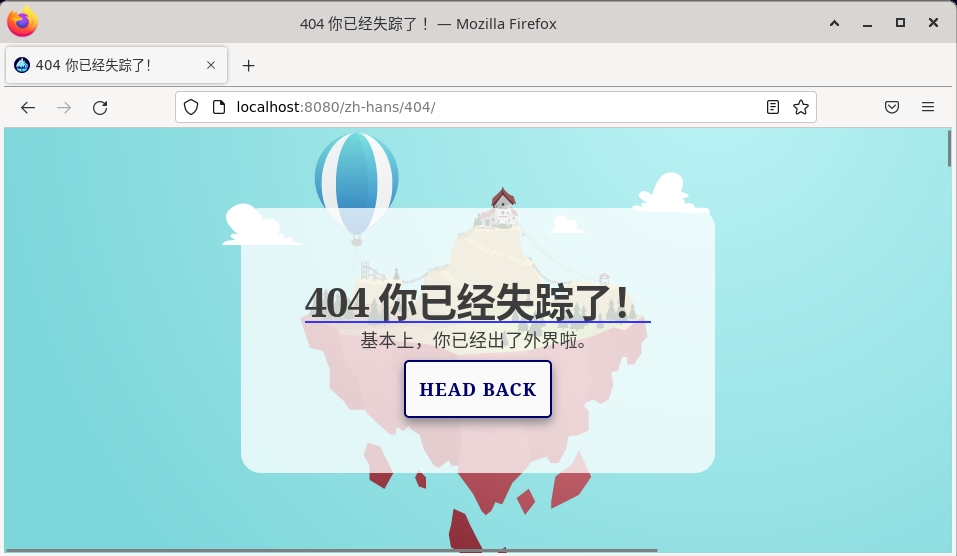 404 你已经失踪了 ！ — Mozilla Firefox
404 你已经失踪了！
localhost:8080/zh-hans/404/
404 你已经失踪了！
基本上，你已经出了外界啦。
HEAD BACK